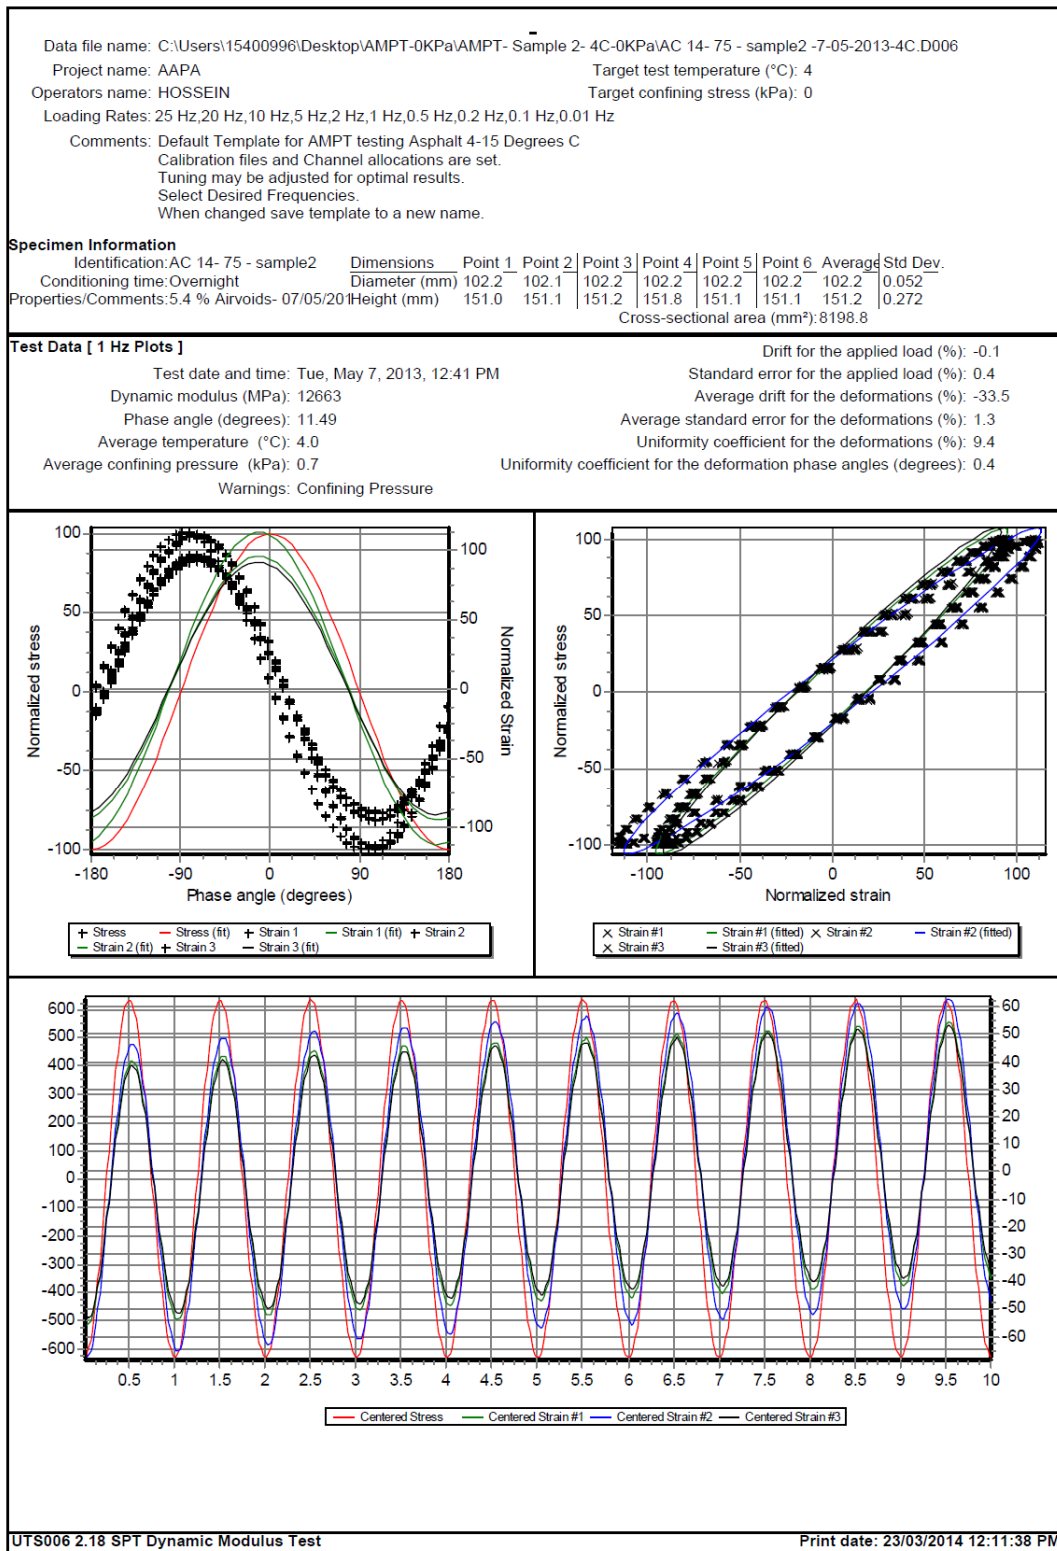 Data file name: C:\Users\15400996\Desktop\AMPT-0KPa\AMPT- Sample 2- 4C-0KPa\AC 14- 75 - sample2 -7-05-2013-4C.D006
Project name: AAPA Target test temperature (°C): 4
Operators name: HOSSEIN Target confining stress (kPa): 0
Loading Rates: 25 Hz,20 Hz,10 Hz,5 Hz,2 Hz,1 Hz,0.5 Hz,0.2 Hz,0.1 Hz,0.01 Hz
Comments: Default Template for AMPT testing Asphalt 4-15 Degrees C
Calibration files and Channel allocations are set.
Tuning may be adjusted for optimal results.
Select Desired Frequencies.
When changed save template to a new name.
Specimen Information
Identification: AC 14- 75 - sample2 Dimensions Point 1 Point 2 Point 3 Point 4 Point 5 Point 6 Average Std Dev.
Conditioning time: Overnight Diameter (mm) 102.2 102.1 102.2 102.2 102.2 102.2 102.2 0.052
Properties/Comments: 5.4 % Airvoids- 07/05/201 Height (mm) 151.0 151.1 151.2 151.8 151.1 151.1 151.2 0.272
Cross-sectional area (mm²): 8198.8
Test Data [ 1 Hz Plots ] Drift for the applied load (%): -0.1
Test date and time: Tue, May 7, 2013, 12:41 PM Standard error for the applied load (%): 0.4
Dynamic modulus (MPa): 12663 Average drift for the deformations (%): -33.5
Phase angle (degrees): 11.49 Average standard error for the deformations (%): 1.3
Average temperature (°C): 4.0 Uniformity coefficient for the deformations (%): 9.4
Average confining pressure (kPa): 0.7 Uniformity coefficient for the deformation phase angles (degrees): 0.4
Warnings: Confining Pressure
100
50
0
-50
-100
Normalized stress
100
50
0
-50
-100
Normalized Strain
-180 -90 0 90 180
Phase angle (degrees)
Stress Stress (fit) Strain 1 Strain 1 (fit) Strain 2
Strain 2 (fit) Strain 3 Strain 3 (fit)
100
50
0
-50
-100
Normalized stress
-100 -50 0 50 100
Normalized strain
Strain #1 Strain #1 (fitted) Strain #2 Strain #2 (fitted)
Strain #3 Strain #3 (fitted)
600
500
400
300
200
100
0
-100
-200
-300
-400
-500
-600
60
50
40
30
20
10
0
-10
-20
-30
-40
-50
-60
0.5 1 1.5 2 2.5 3 3.5 4 4.5 5 5.5 6 6.5 7 7.5 8 8.5 9 9.5 10
Centered Stress Centered Strain #1 Centered Strain #2 Centered Strain #3
UTS006 2.18 SPT Dynamic Modulus Test Print date: 23/03/2014 12:11:38 PM